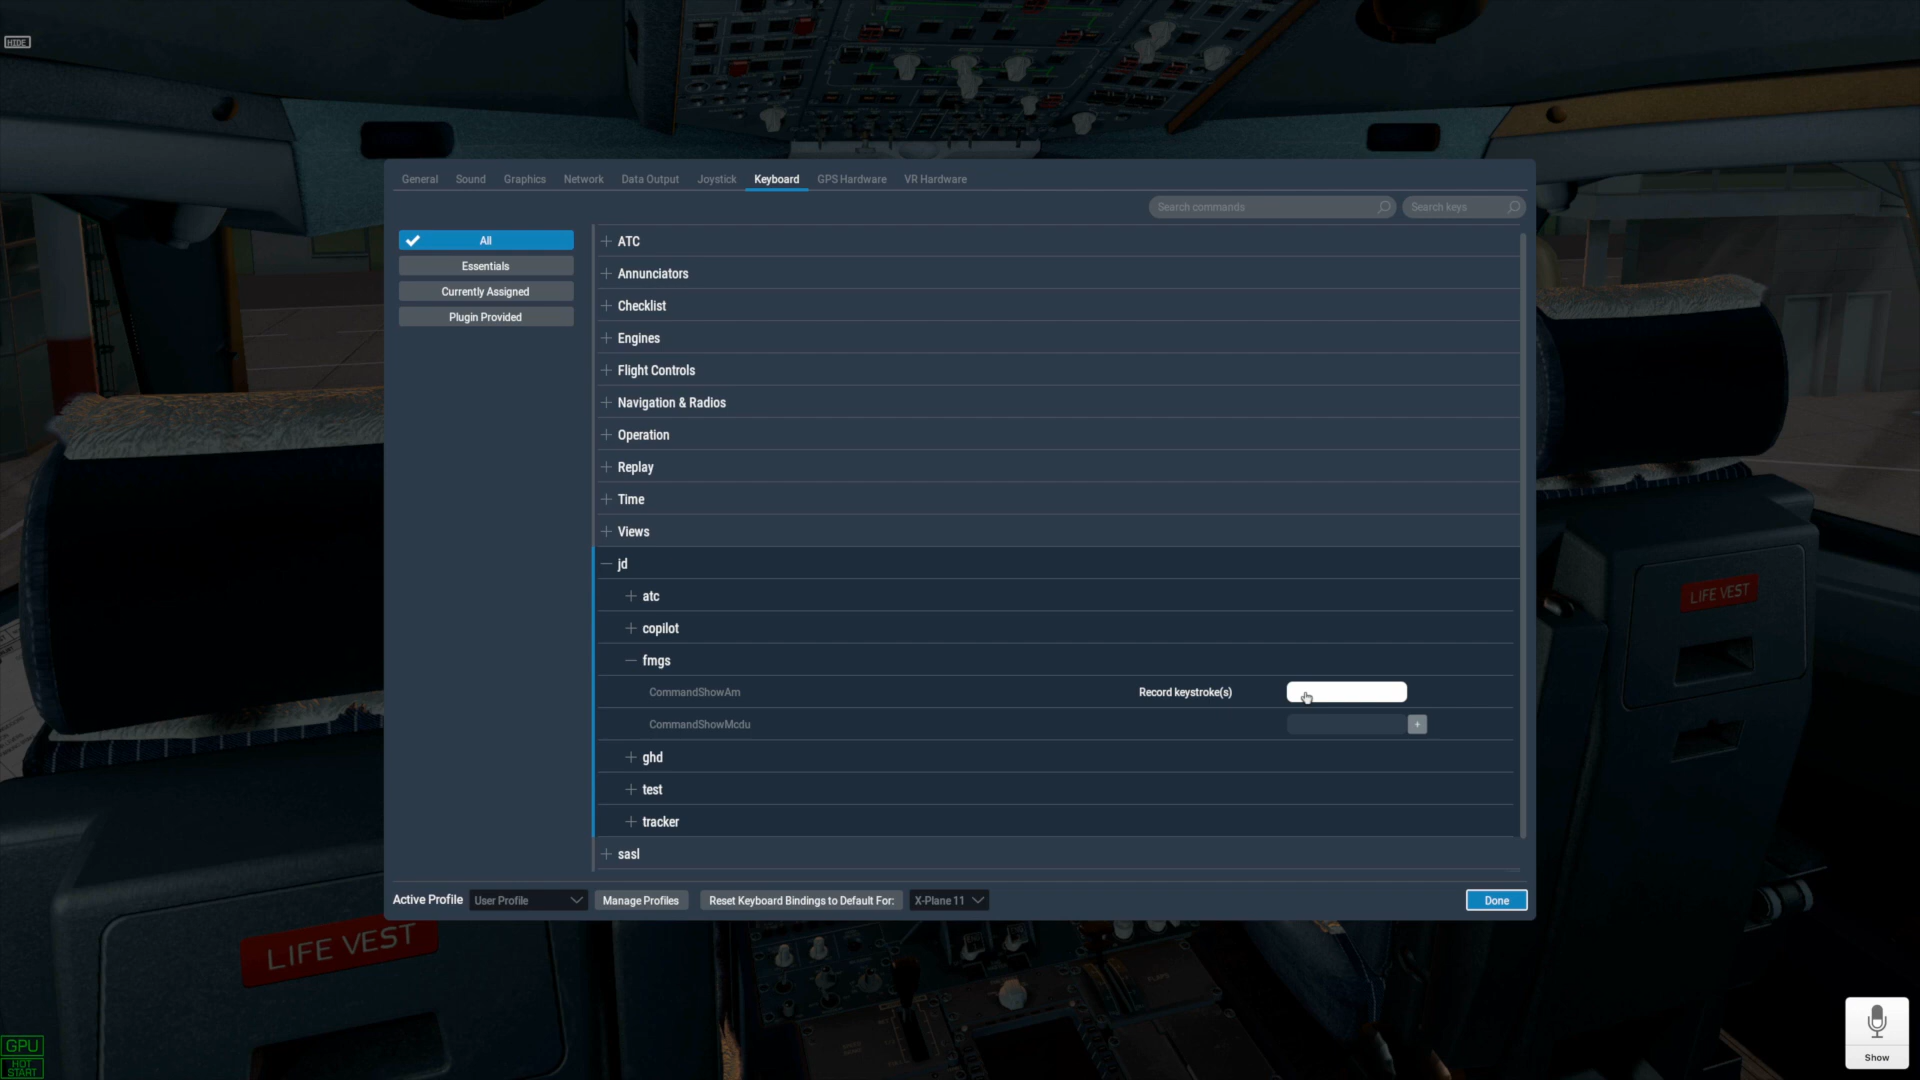 HIDE
General Sound Graphics Network Data Output Joystick Keyboard GPS Hardware VR Hardware
Search commands Search keys
All
Essentials
Currently Assigned
Plugin Provided
ATC
Annunciators
Checklist
Engines
Flight Controls
Navigation & Radios
Operation
Replay
Time
Views
jd
atc
copilot
fmgs
CommandShowAm Record keystroke(s)
CommandShowMcdu +
ghd
test
tracker
sasl
Active Profile User Profile Manage Profiles Reset Keyboard Bindings to Default For: X-Plane 11 Done
LIFE VEST
LIFE VEST
GPU
HOT
START
Show